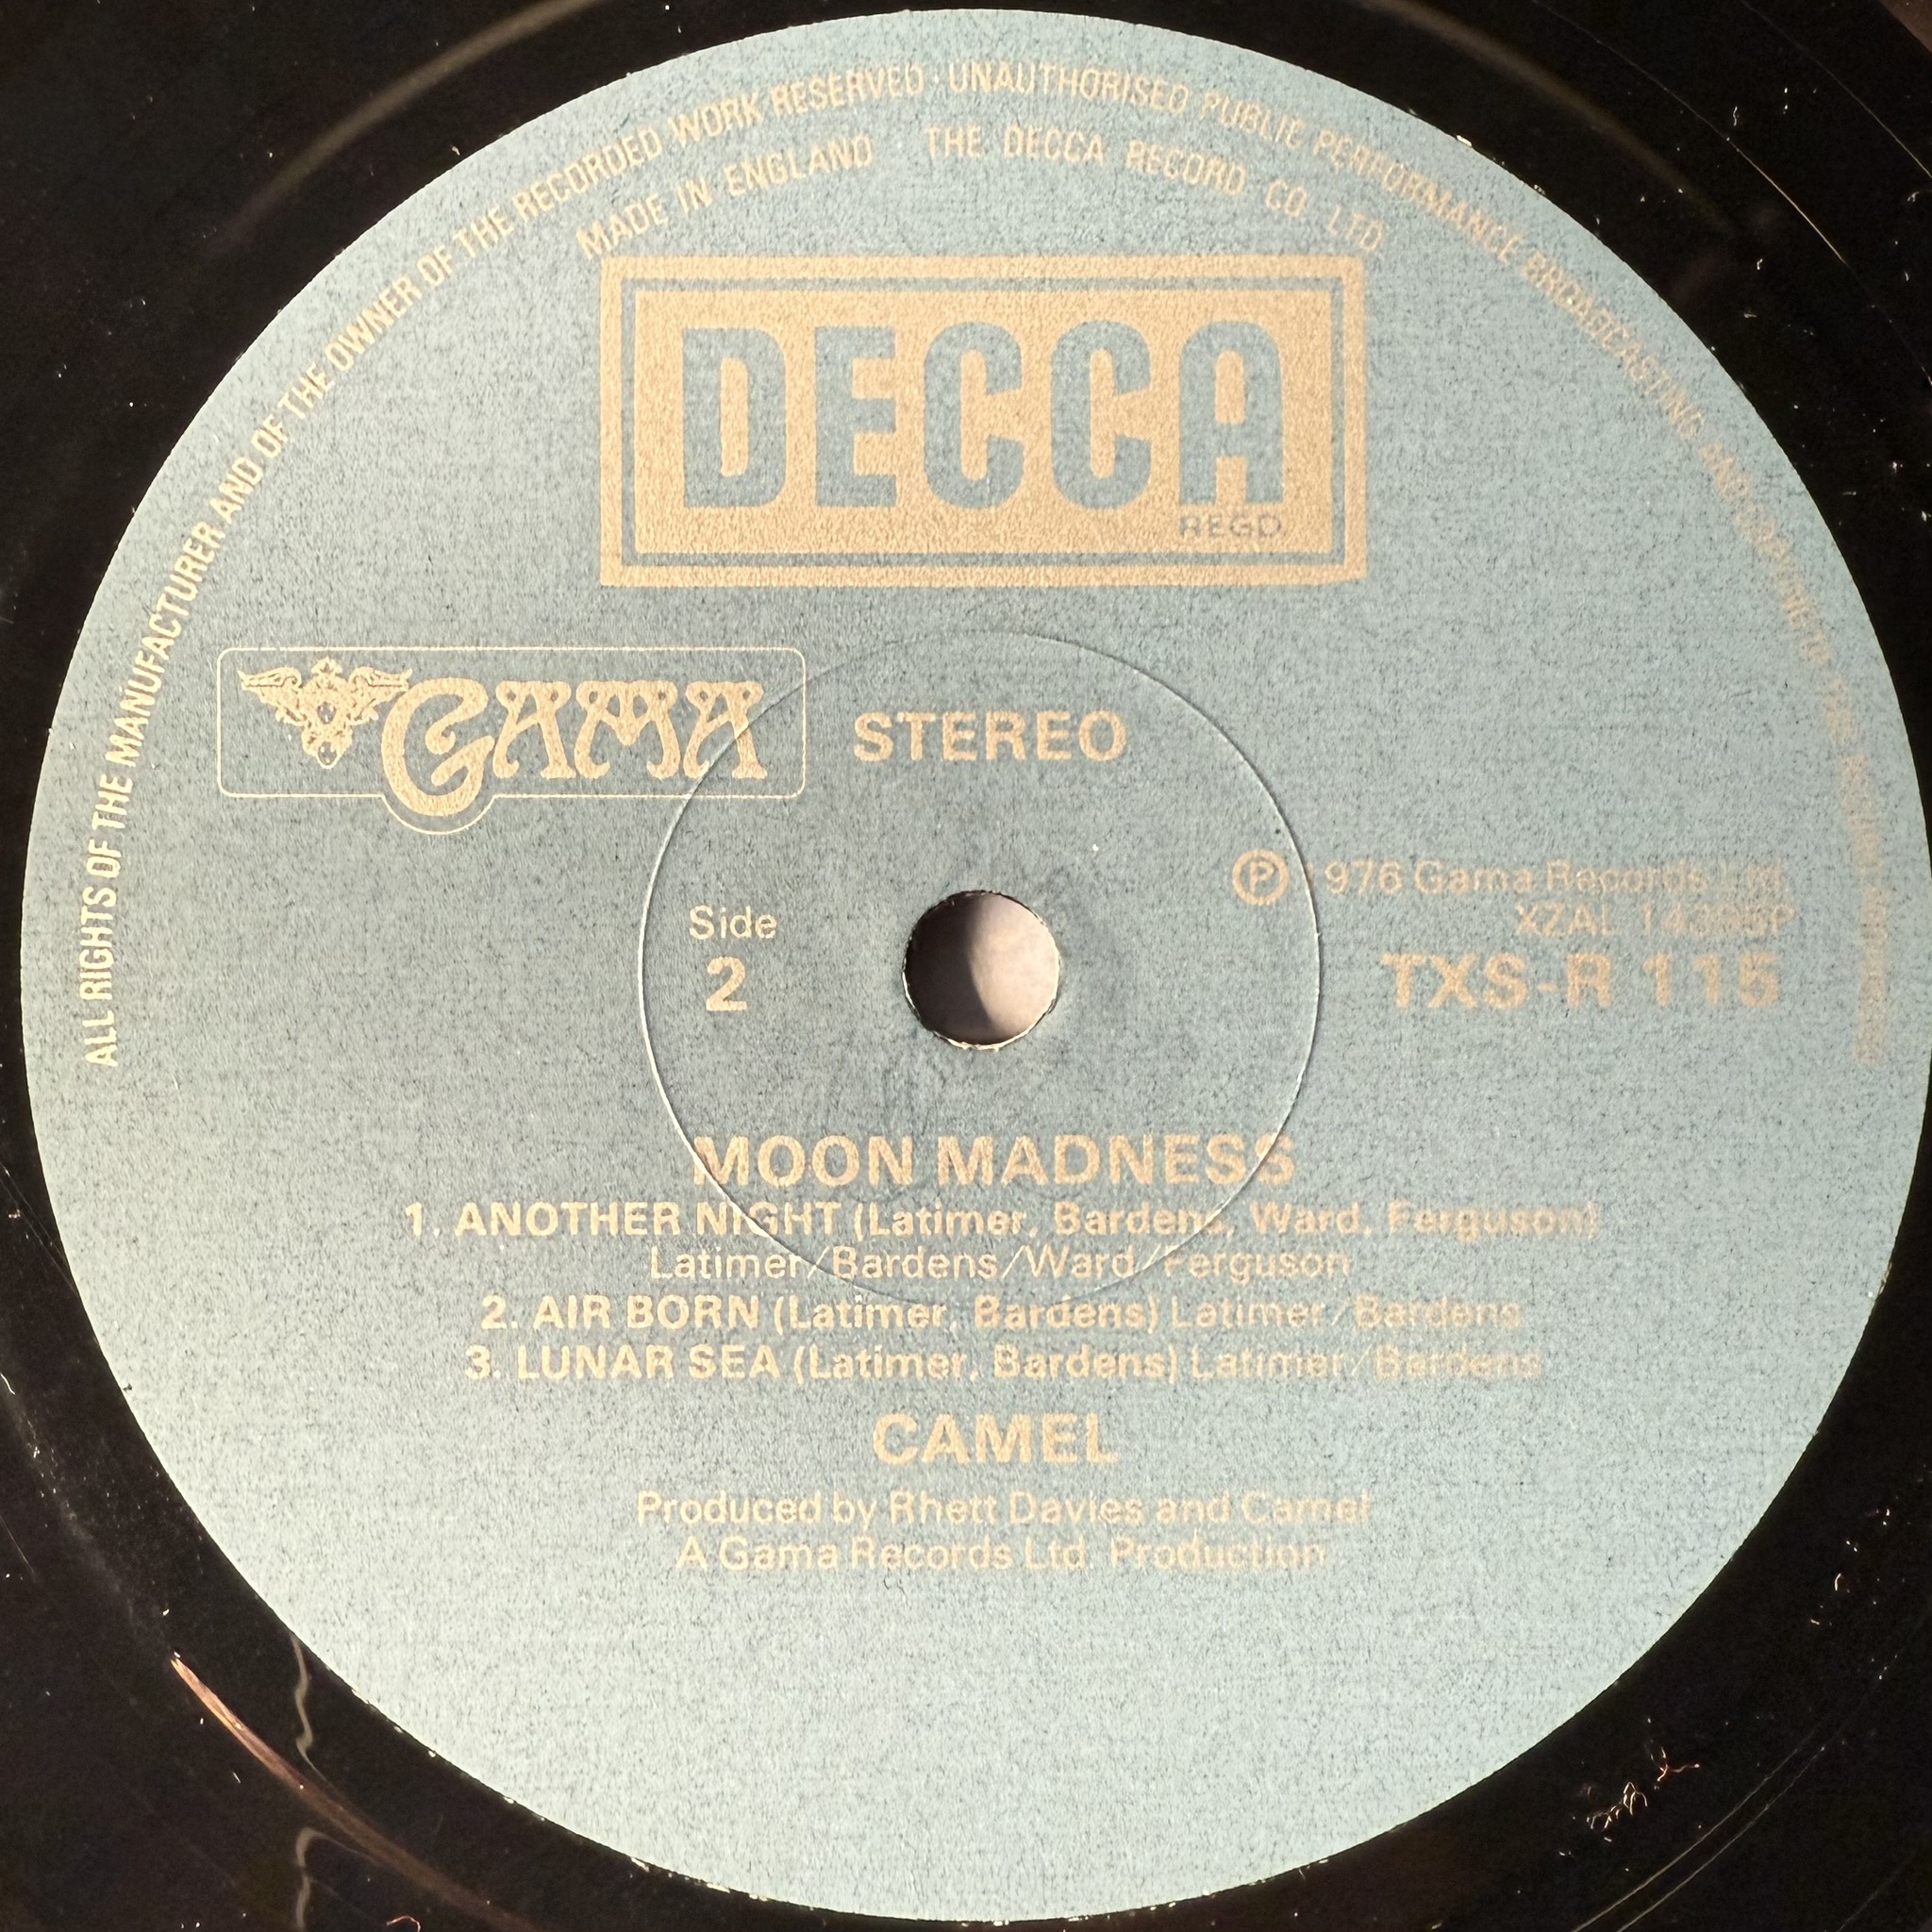 ALL RIGHTS OF THE MANUFACTURER AND OF THE OWNER OF THE RECORDED WORK RESERVED · UNAUTHORISED PUBLIC PERFORMANCE BROADCASTING AND COPYING OF THIS RECORD PROHIBITED
MADE IN ENGLAND THE DECCA RECORD CO. LTD.
DECCA
REGD
GAMA
STEREO
Ⓟ 1976 Gama Records Ltd.
Side
XZAL
2
TXS-R 115
MOON MADNESS
1. ANOTHER NIGHT (Latimer, Bardens, Ward, Ferguson)
Latimer/Bardens/Ward/Ferguson
2. AIR BORN (Latimer, Bardens) Latimer/Bardens
3. LUNAR SEA (Latimer, Bardens) Latimer/Bardens
CAMEL
Produced by Rhett Davies and Camel
A Gama Records Ltd. Production